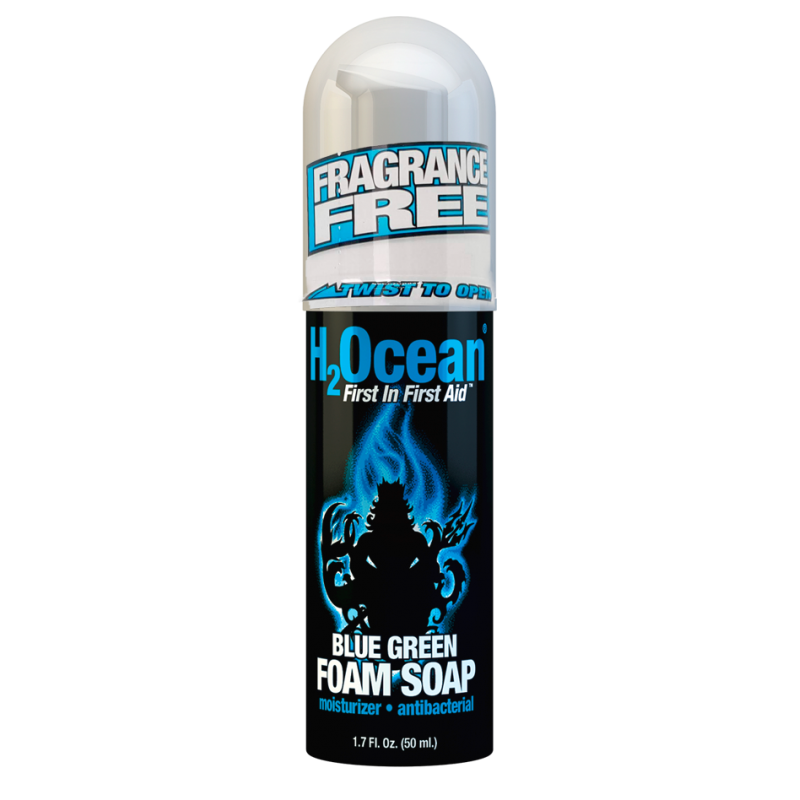 FRAGRANCE
FREE
TWIST TO OPEN
H₂Ocean®
First In First Aid™
BLUE GREEN
FOAM SOAP
moisturizer • antibacterial
1.7 Fl. Oz. (50 ml.)